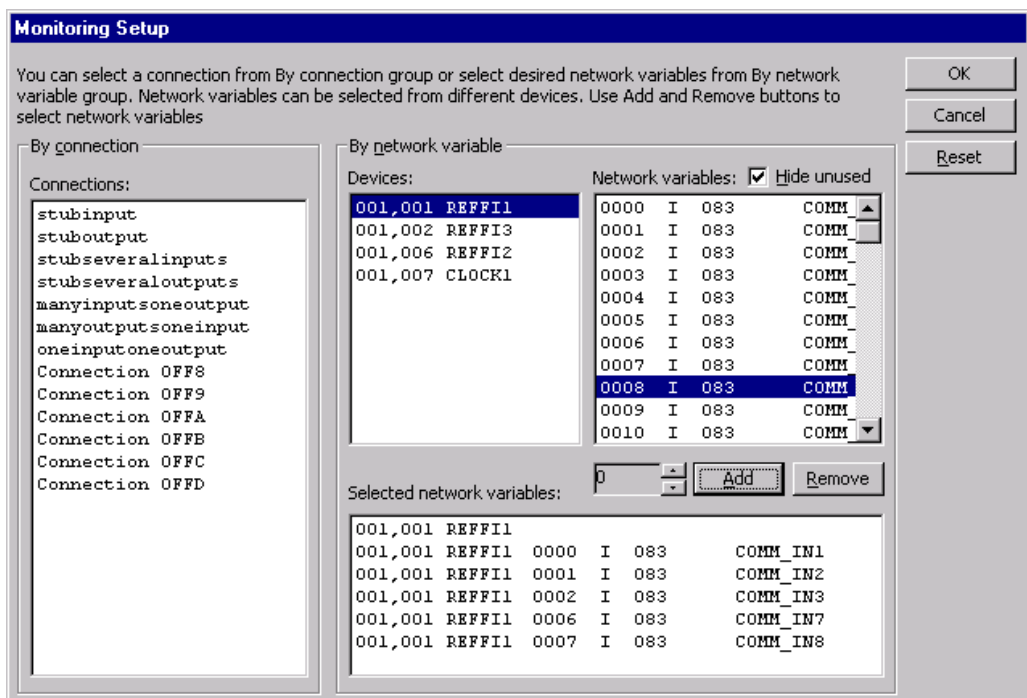 Monitoring Setup
You can select a connection from By connection group or select desired network variables from By network
variable group. Network variables can be selected from different devices. Use Add and Remove buttons to
select network variables
OK
Cancel
Reset
By connection
Connections:
stubinput
stuboutput
stubseveralinputs
stubseveraloutputs
manyinputsoneoutput
manyoutputsoneinput
oneinputoneoutput
Connection OFF8
Connection OFF9
Connection OFFA
Connection OFFB
Connection OFFC
Connection OFFD
By network variable
Devices:
001,001 REFFI1
001,002 REFFI3
001,006 REFFI2
001,007 CLOCK1
Network variables: Hide unused
0000 I 083 COMM_
0001 I 083 COMM_
0002 I 083 COMM_
0003 I 083 COMM_
0004 I 083 COMM_
0005 I 083 COMM_
0006 I 083 COMM_
0007 I 083 COMM_
0008 I 083 COMM_
0009 I 083 COMM_
0010 I 083 COMM_
0
Add
Remove
Selected network variables:
001,001 REFFI1
001,001 REFFI1 0000 I 083 COMM_IN1
001,001 REFFI1 0001 I 083 COMM_IN2
001,001 REFFI1 0002 I 083 COMM_IN3
001,001 REFFI1 0006 I 083 COMM_IN7
001,001 REFFI1 0007 I 083 COMM_IN8